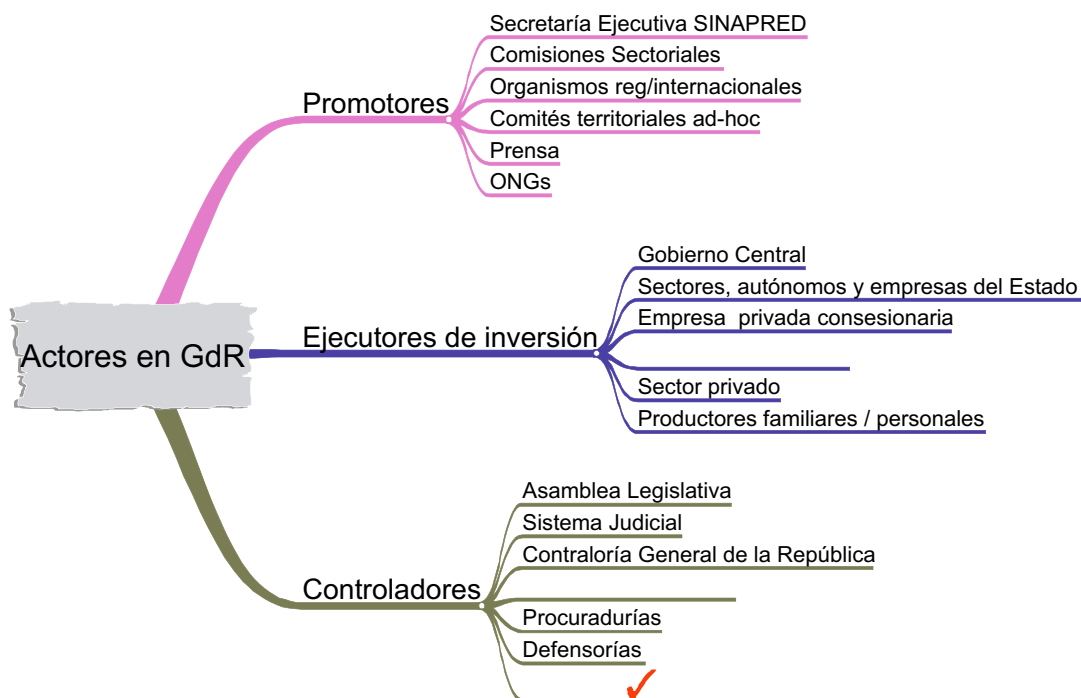 Secretaría Ejecutiva SINAPRED
Comisiones Sectoriales
Organismos reg/internacionales
Promotores
Comités territoriales ad-hoc
Prensa
ONGs
Gobierno Central
Sectores, autónomos y empresas del Estado
Empresa privada consesionaria
Ejecutores de inversión
Actores en GdR
Sector privado
Productores familiares / personales
Asamblea Legislativa
Sistema Judicial
Contraloría General de la República
Controladores
Procuradurías
Defensorías